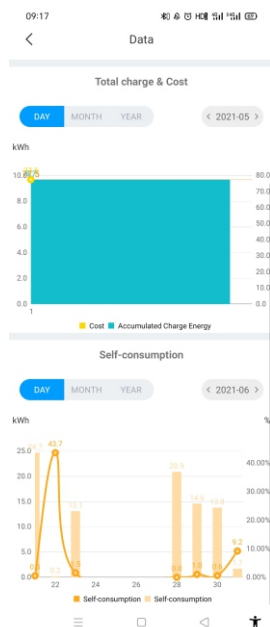 09:17
Data
Total charge & Cost
DAY MONTH YEAR < 2021-05 >
kWh
80.0
8.0 70.0
60.0
6.0 50.0
4.0 40.0
30.0
2.0 20.0
10.0
0.0 0.0
1
Cost Accumulated Charge Energy
Self-consumption
DAY MONTH YEAR < 2021-06 >
kWh %
43.7
25.0
20.9 40.00%
20.0
15.0 30.00%
10.0 20.00%
9.2
5.0 10.00%
0.0 0.00%
22 24 26 28 30
Self-consumption Self-consumption